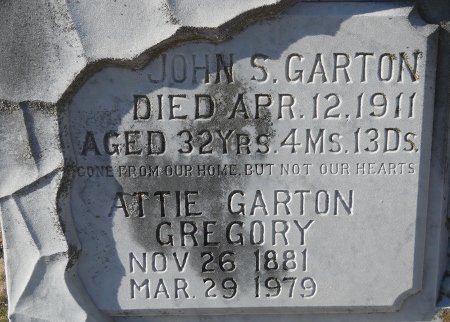 JOHN S. GARTON
DIED APR. 12, 1911
AGED 32 YRS. 4 MS. 13 DS.
GONE FROM OUR HOME, BUT NOT OUR HEARTS
ATTIE GARTON
GREGORY
NOV 26 1881
MAR. 29 1979